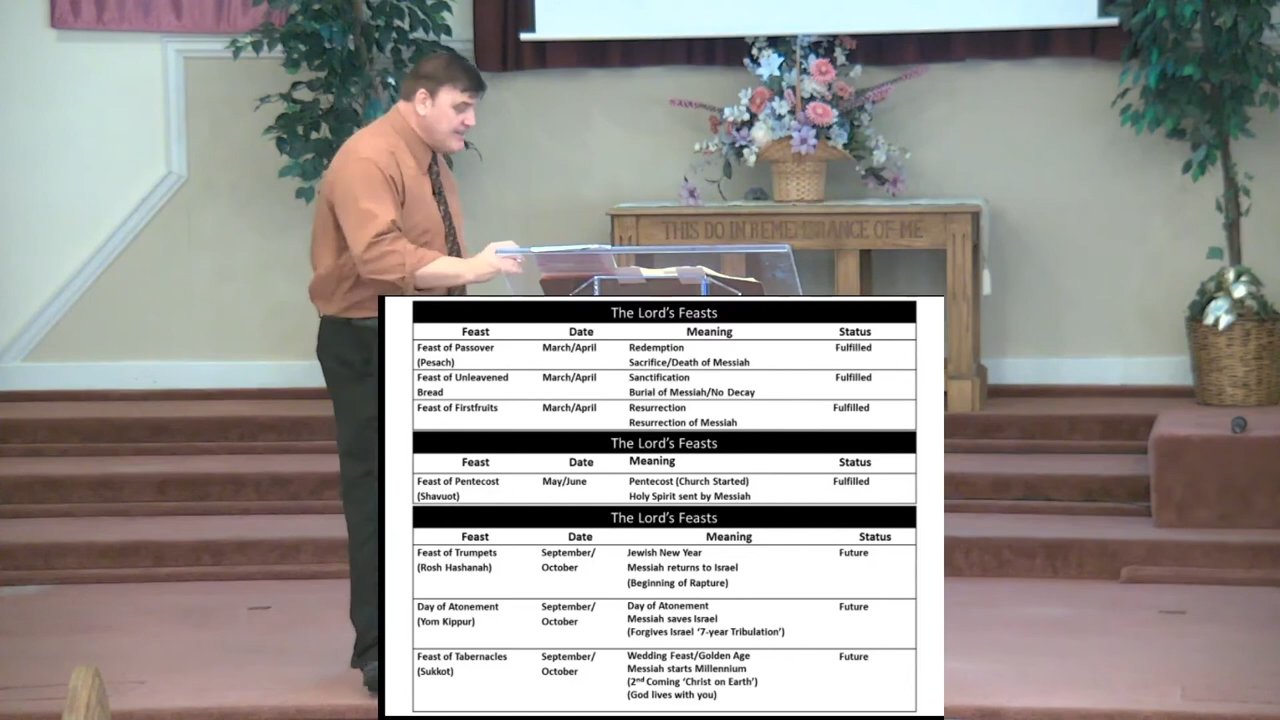 THIS DO IN REMEMBRANCE OF ME
The Lord's Feasts
Feast Date Meaning Status
Feast of Passover March/April Redemption Fulfilled
(Pesach) Sacrifice/Death of Messiah
Feast of Unleavened March/April Sanctification Fulfilled
Bread Burial of Messiah/No Decay
Feast of Firstfruits March/April Resurrection Fulfilled
Resurrection of Messiah
The Lord's Feasts
Feast Date Meaning Status
Feast of Pentecost May/June Pentecost (Church Started) Fulfilled
(Shavuot) Holy Spirit sent by Messiah
The Lord's Feasts
Feast Date Meaning Status
Feast of Trumpets September/ Jewish New Year Future
(Rosh Hashanah) October Messiah returns to Israel
(Beginning of Rapture)
Day of Atonement September/ Day of Atonement Future
(Yom Kippur) October Messiah saves Israel
(Forgives Israel '7-year Tribulation')
Feast of Tabernacles September/ Wedding Feast/Golden Age Future
(Sukkot) October Messiah starts Millennium
(2nd Coming 'Christ on Earth')
(God lives with you)